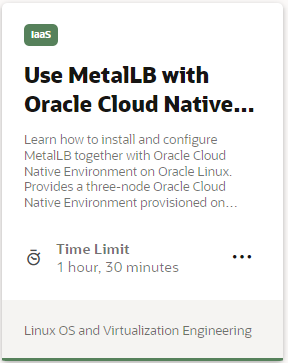 IaaS
Use MetalLB with
Oracle Cloud Native...
Learn how to install and configure
MetalLB together with Oracle Cloud
Native Environment on Oracle Linux.
Provides a three-node Oracle Cloud
Native Environment provisioned on...
Time Limit
1 hour, 30 minutes
Linux OS and Virtualization Engineering